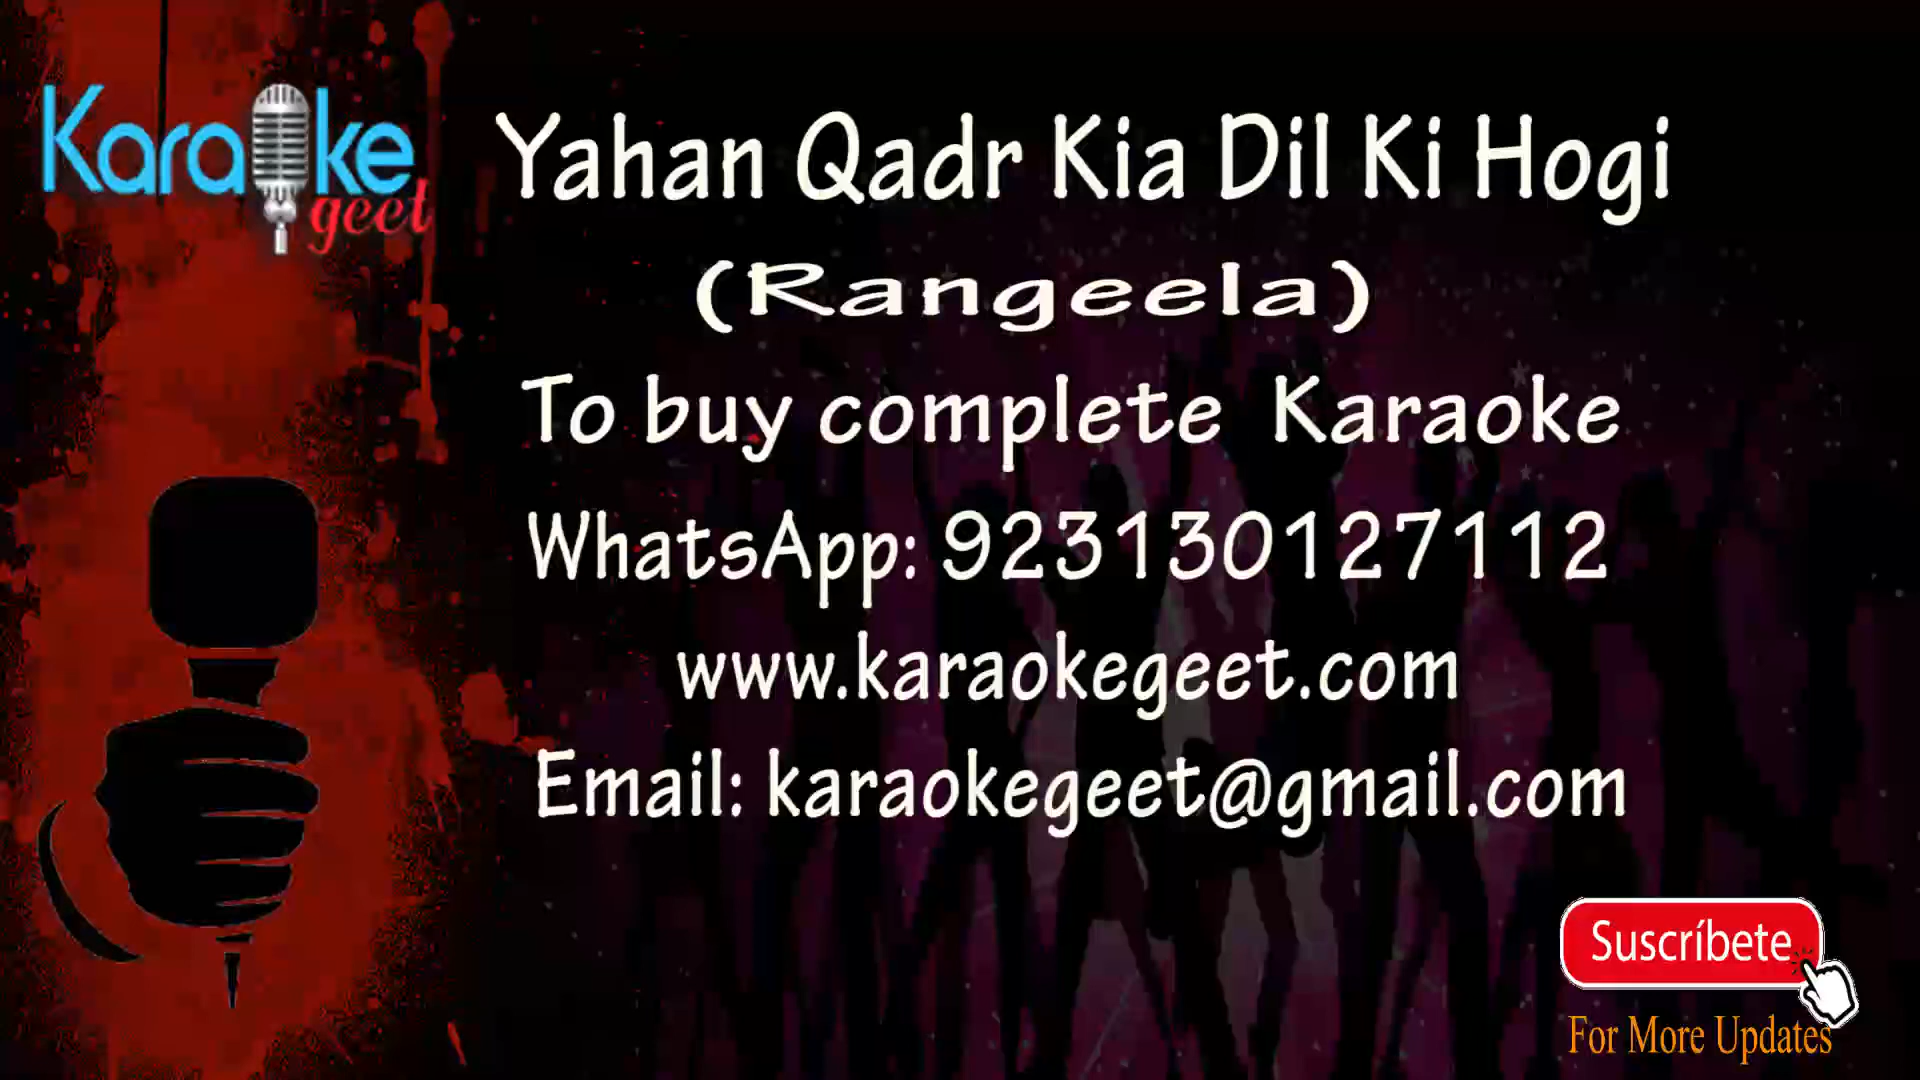 Karaoke
geet
Yahan Qadr Kia Dil Ki Hogi
(Rangeela)
To buy complete Karaoke
WhatsApp: 923130127112
www.karaokegeet.com
Email: karaokegeet@gmail.com
Suscríbete
For More Updates